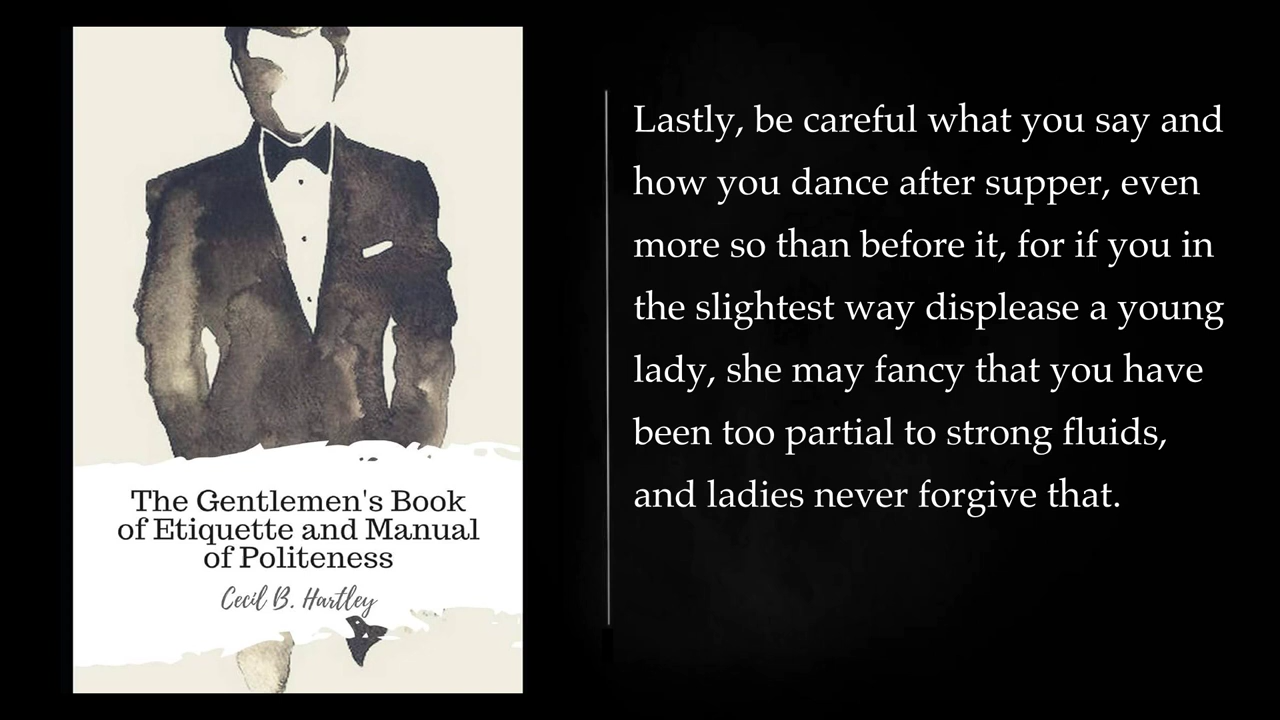 The Gentlemen's Book
of Etiquette and Manual
of Politeness
Cecil B. Hartley
Lastly, be careful what you say and
how you dance after supper, even
more so than before it, for if you in
the slightest way displease a young
lady, she may fancy that you have
been too partial to strong fluids,
and ladies never forgive that.